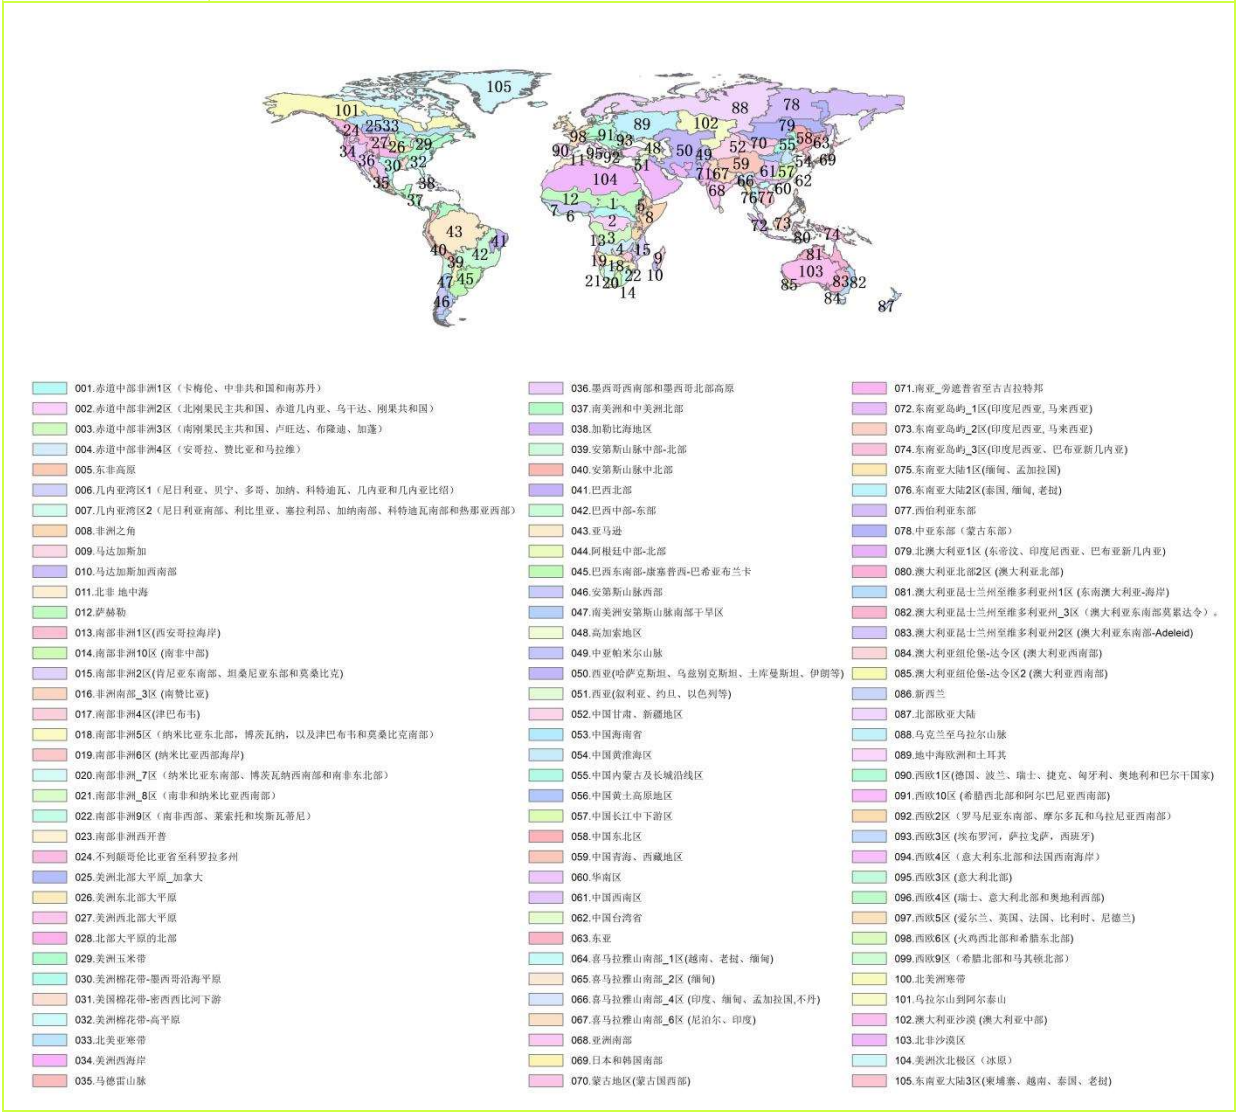 105
101
88
78
24
25
33
27
26
29
34
36
30
32
35
38
37
43
41
40
42
39
47
45
46
98
91
89
93
102
79
90
95
92
48
11
51
50
49
52
70
55
58
63
54
69
59
71
67
61
57
66
62
60
68
76
77
104
12
1
5
7
6
2
8
13
3
4
15
9
19
18
10
22
21
20
14
72
73
74
80
81
103
83
82
85
84
87
001.赤道中部非洲1区（卡梅伦、中非共和国和南苏丹）
002.赤道中部非洲2区（北刚果民主共和国、赤道几内亚、乌干达、刚果共和国）
003.赤道中部非洲3区（南刚果民主共和国、卢旺达、布隆迪、加蓬）
004.赤道中部非洲4区（安哥拉、赞比亚和马拉维）
005.东非高原
006.几内亚湾区1（尼日利亚、贝宁、多哥、加纳、科特迪瓦、几内亚和几内亚比绍）
007.几内亚湾区2（尼日利亚南部、利比里亚、塞拉利昂、加纳南部、科特迪瓦南部和热那亚西部）
008.非洲之角
009.马达加斯加
010.马达加斯加西南部
011.北非 地中海
012.萨赫勒
013.南部非洲1区(西安哥拉海岸)
014.南部非洲10区 (南非中部)
015.南部非洲2区(肯尼亚东南部、坦桑尼亚东部和莫桑比克)
016.非洲南部_3区 (南赞比亚)
017.南部非洲4区(津巴布韦)
018.南部非洲5区（纳米比亚东北部，博茨瓦纳，以及津巴布韦和莫桑比克南部）
019.南部非洲6区 (纳米比亚西部海岸)
020.南部非洲_7区（纳米比亚东南部、博茨瓦纳西南部和南非东北部）
021.南部非洲_8区（南非和纳米比亚西南部）
022.南部非洲9区（南非西部、莱索托和埃斯瓦蒂尼）
023.南部非洲西开普
024.不列颠哥伦比亚省至科罗拉多州
025.美洲北部大平原_加拿大
026.美洲东北部大平原
027.美洲西北部大平原
028.北部大平原的北部
029.美洲玉米带
030.美洲棉花带-墨西哥沿海平原
031.美国棉花带-密西西比河下游
032.美洲棉花带-高平原
033.北美亚寒带
034.美洲西海岸
035.马德雷山脉
036.墨西哥西南部和墨西哥北部高原
037.南美洲和中美洲北部
038.加勒比海地区
039.安第斯山脉中部-北部
040.安第斯山脉中北部
041.巴西北部
042.巴西中部-东部
043.亚马逊
044.阿根廷中部-北部
045.巴西东南部-康塞普西-巴希亚布兰卡
046.安第斯山脉西部
047.南美洲安第斯山脉南部干旱区
048.高加索地区
049.中亚帕米尔山脉
050.西亚(哈萨克斯坦、乌兹别克斯坦、土库曼斯坦、伊朗等)
051.西亚(叙利亚、约旦、以色列等)
052.中国甘肃、新疆地区
053.中国海南省
054.中国黄淮海区
055.中国内蒙古及长城沿线区
056.中国黄土高原地区
057.中国长江中下游区
058.中国东北区
059.中国青海、西藏地区
060.华南区
061.中国西南区
062.中国台湾省
063.东亚
064.喜马拉雅山南部_1区(越南、老挝、缅甸)
065.喜马拉雅山南部_2区 (缅甸)
066.喜马拉雅山南部_4区 (印度、缅甸、孟加拉国,不丹)
067.喜马拉雅山南部_6区 (尼泊尔、印度)
068.亚洲南部
069.日本和韩国南部
070.蒙古地区(蒙古国西部)
071.南亚_旁遮普省至古吉拉特邦
072.东南亚岛屿_1区(印度尼西亚, 马来西亚)
073.东南亚岛屿_2区(印度尼西亚, 马来西亚)
074.东南亚岛屿_3区(印度尼西亚、巴布亚新几内亚)
075.东南亚大陆1区(缅甸、孟加拉国)
076.东南亚大陆2区(泰国, 缅甸, 老挝)
077.西伯利亚东部
078.中亚东部（蒙古东部）
079.北澳大利亚1区 (东帝汶、印度尼西亚、巴布亚新几内亚)
080.澳大利亚北部2区 (澳大利亚北部)
081.澳大利亚昆士兰州至维多利亚州1区 (东南澳大利亚-海岸)
082.澳大利亚昆士兰州至维多利亚州_3区（澳大利亚东南部莫累达令）。
083.澳大利亚昆士兰州至维多利亚州2区 (澳大利亚东南部-Adeleid)
084.澳大利亚纽伦堡-达令区 (澳大利亚西南部)
085.澳大利亚纽伦堡-达令区2 (澳大利亚西南部)
086.新西兰
087.北部欧亚大陆
088.乌克兰至乌拉尔山脉
089.地中海欧洲和土耳其
090.西欧1区(德国、波兰、瑞士、捷克、匈牙利、奥地利和巴尔干国家)
091.西欧10区 (希腊西北部和阿尔巴尼亚西南部)
092.西欧2区（罗马尼亚东南部、摩尔多瓦和乌拉尼亚西南部）
093.西欧3区 (埃布罗河，萨拉戈萨，西班牙)
094.西欧4区（意大利东北部和法国西南海岸）
095.西欧3区 (意大利北部)
096.西欧4区 (瑞士、意大利北部和奥地利西部)
097.西欧5区 (爱尔兰、英国、法国、比利时、尼德兰)
098.西欧6区 (火鸡西北部和希腊东北部)
099.西欧9区（希腊北部和马其顿北部）
100.北美洲寒带
101.乌拉尔山到阿尔泰山
102.澳大利亚沙漠 (澳大利亚中部)
103.北非沙漠区
104.美洲次北极区（冰原）
105.东南亚大陆3区(柬埔寨、越南、泰国、老挝)